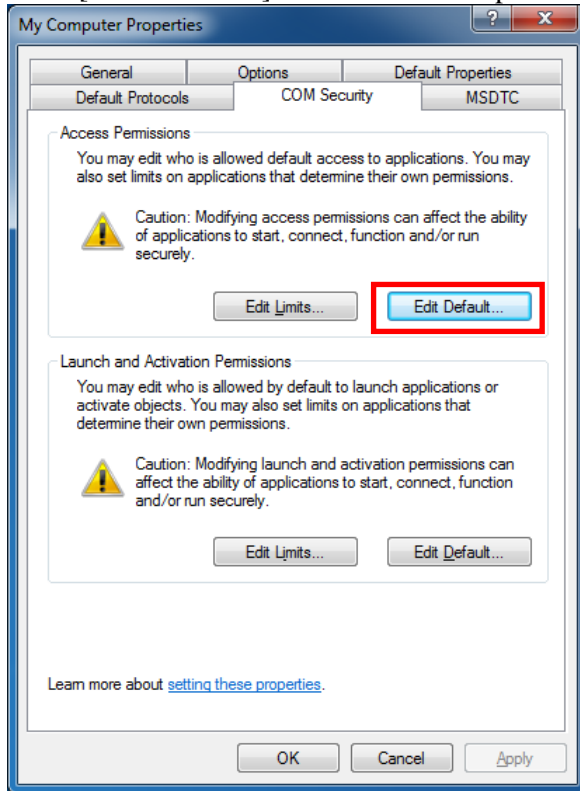 My Computer Properties
General Options Default Properties
Default Protocols COM Security MSDTC
Access Permissions
You may edit who is allowed default access to applications. You may
also set limits on applications that determine their own permissions.
Caution: Modifying access permissions can affect the ability
of applications to start, connect, function and/or run
securely.
Edit Limits... Edit Default...
Launch and Activation Permissions
You may edit who is allowed by default to launch applications or
activate objects. You may also set limits on applications that
determine their own permissions.
Caution: Modifying launch and activation permissions can
affect the ability of applications to start, connect, function
and/or run securely.
Edit Limits... Edit Default...
Learn more about setting these properties.
OK Cancel Apply